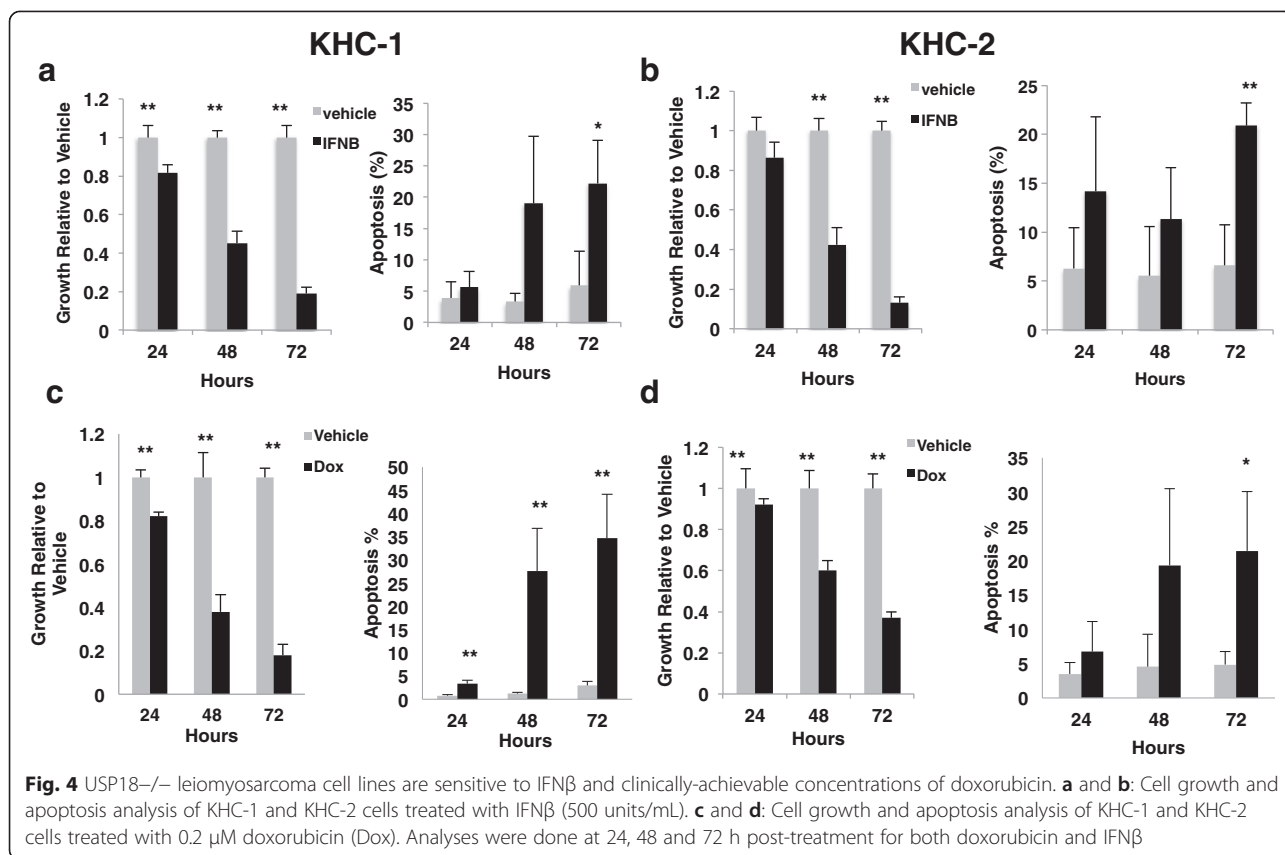 KHC-1
KHC-2
a
Growth Relative to Vehicle
1.2
1
0.8
0.6
0.4
0.2
0
** ** **
vehicle
IFNB
24 48 72
Hours
Apoptosis (%)
35
30
25
20
15
10
5
0
*
24 48 72
Hours
b
Growth Relative to Vehicle
1.2
1
0.8
0.6
0.4
0.2
0
** **
vehicle
IFNB
24 48 72
Hours
Apoptosis (%)
25
20
15
10
5
0
**
24 48 72
Hours
c
Growth Relative to
Vehicle
1.2
1
0.8
0.6
0.4
0.2
0
** ** **
Vehicle
Dox
24 48 72
Hours
Apoptosis %
50
45
40
35
30
25
20
15
10
5
0
** ** **
24 48 72
Hours
d
Growth Relative to Vehicle
1.2
1
0.8
0.6
0.4
0.2
0
** ** **
Vehicle
Dox
24 48 72
Hours
Apoptosis %
35
30
25
20
15
10
5
0
*
24 48 72
Hours
Fig. 4 USP18−/− leiomyosarcoma cell lines are sensitive to IFNβ and clinically-achievable concentrations of doxorubicin. a and b: Cell growth and
apoptosis analysis of KHC-1 and KHC-2 cells treated with IFNβ (500 units/mL). c and d: Cell growth and apoptosis analysis of KHC-1 and KHC-2
cells treated with 0.2 μM doxorubicin (Dox). Analyses were done at 24, 48 and 72 h post-treatment for both doxorubicin and IFNβ